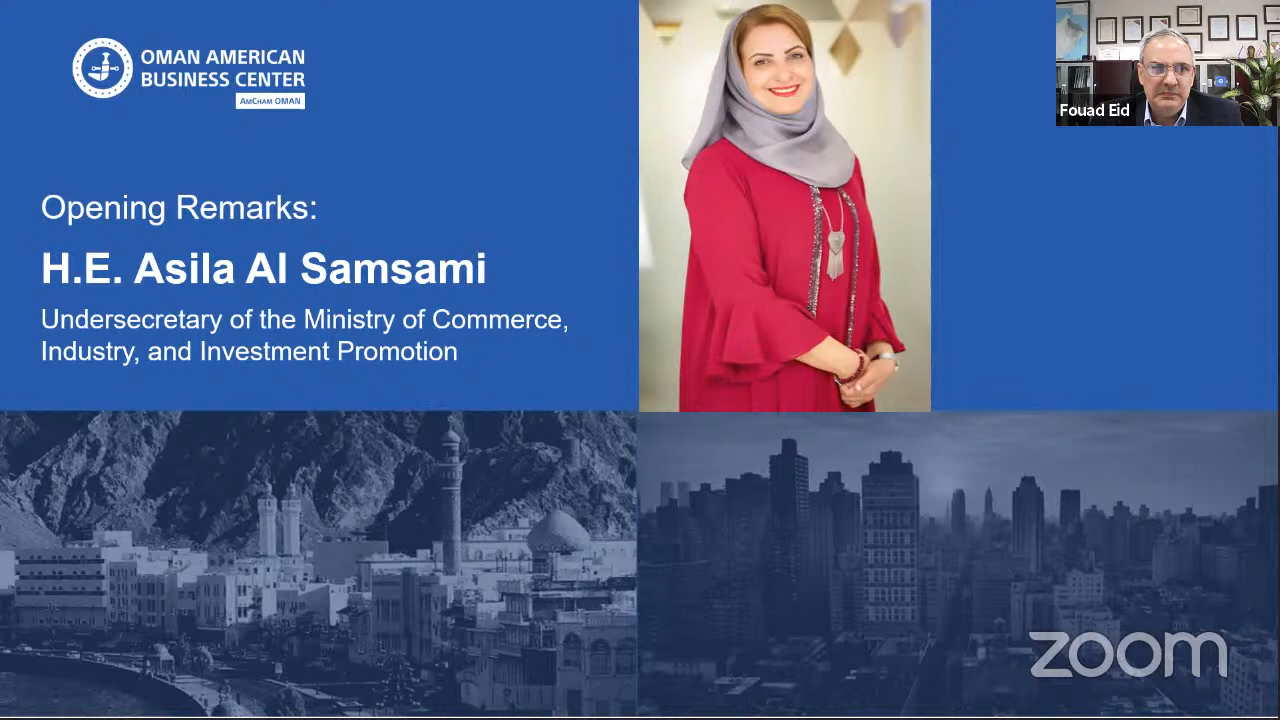 OMAN AMERICAN
BUSINESS CENTER
AMCHAM OMAN
Fouad Eid
Opening Remarks:
H.E. Asila Al Samsami
Undersecretary of the Ministry of Commerce,
Industry, and Investment Promotion
zoom